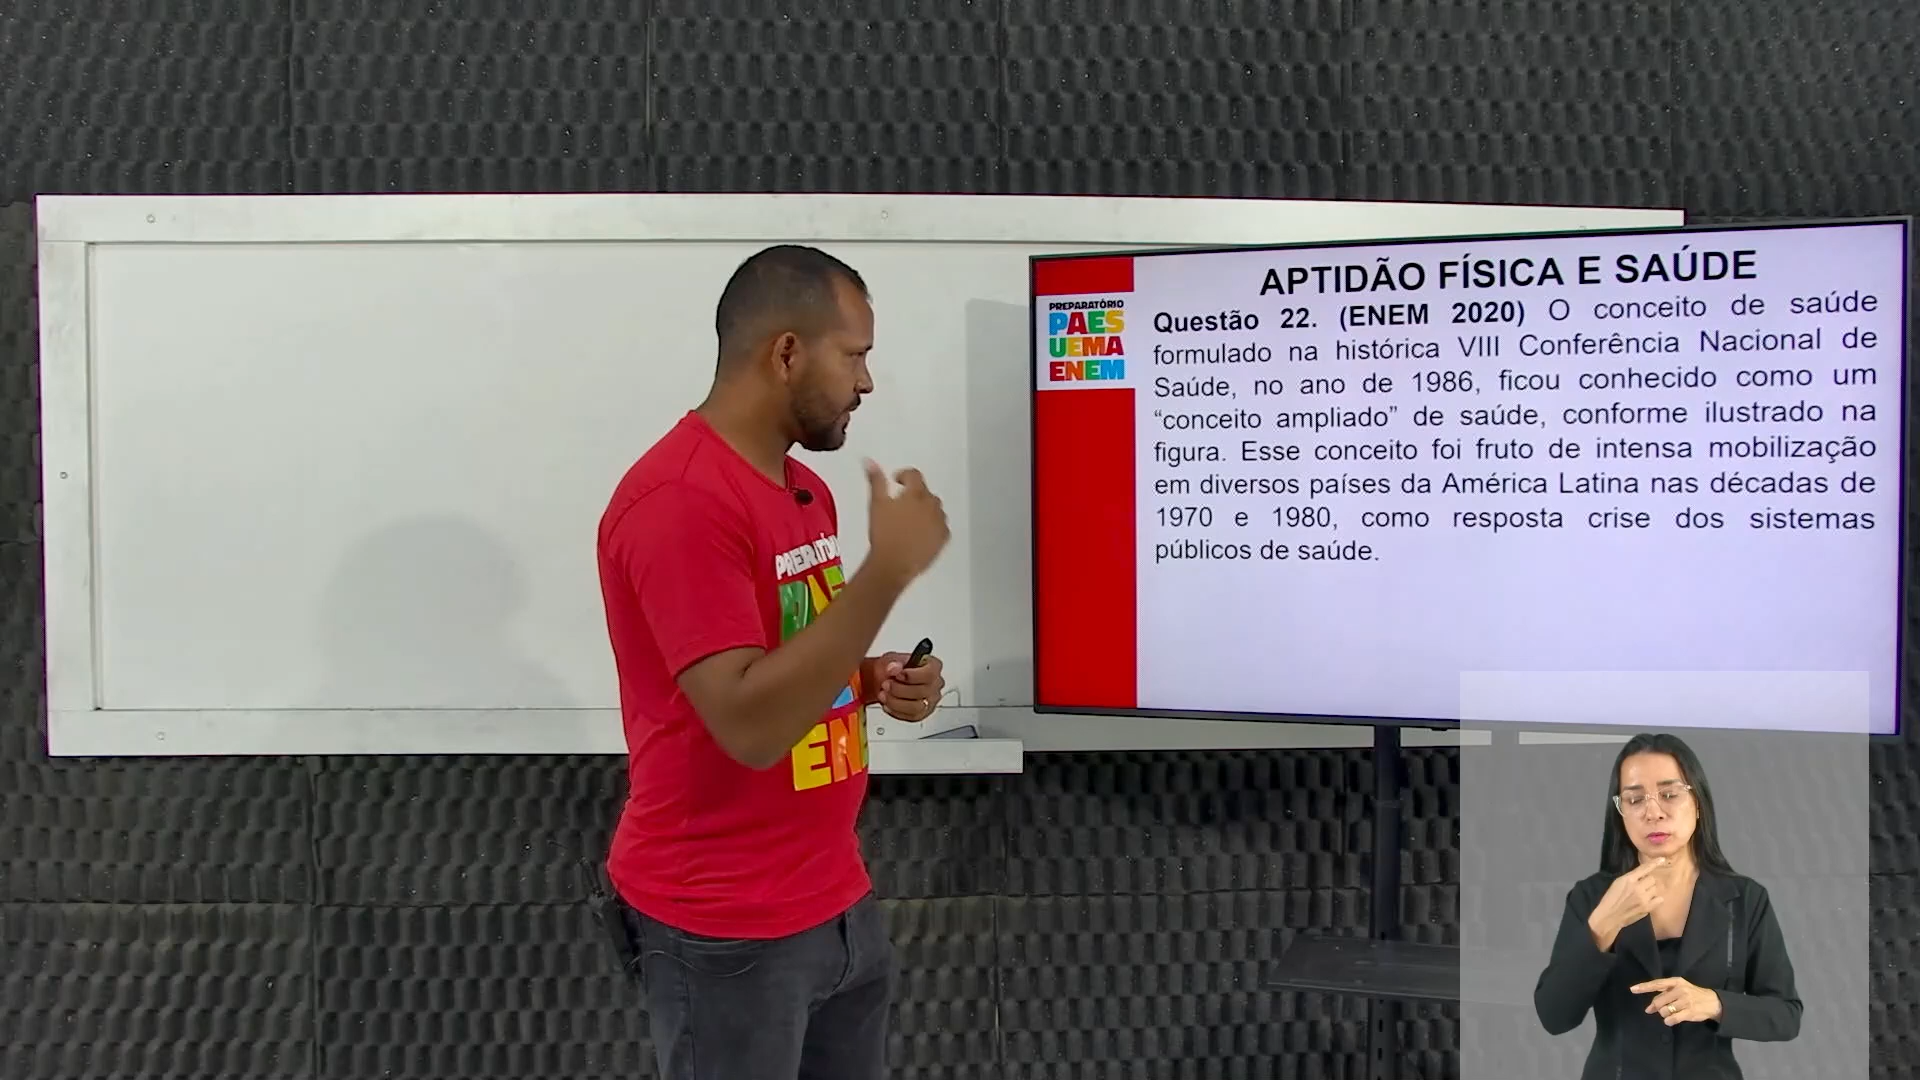 APTIDÃO FÍSICA E SAÚDE
PREPARATÓRIO
PAES
UEMA
ENEM
Questão 22. (ENEM 2020) O conceito de saúde
formulado na histórica VIII Conferência Nacional de
Saúde, no ano de 1986, ficou conhecido como um
“conceito ampliado” de saúde, conforme ilustrado na
figura. Esse conceito foi fruto de intensa mobilização
em diversos países da América Latina nas décadas de
1970 e 1980, como resposta crise dos sistemas
públicos de saúde.